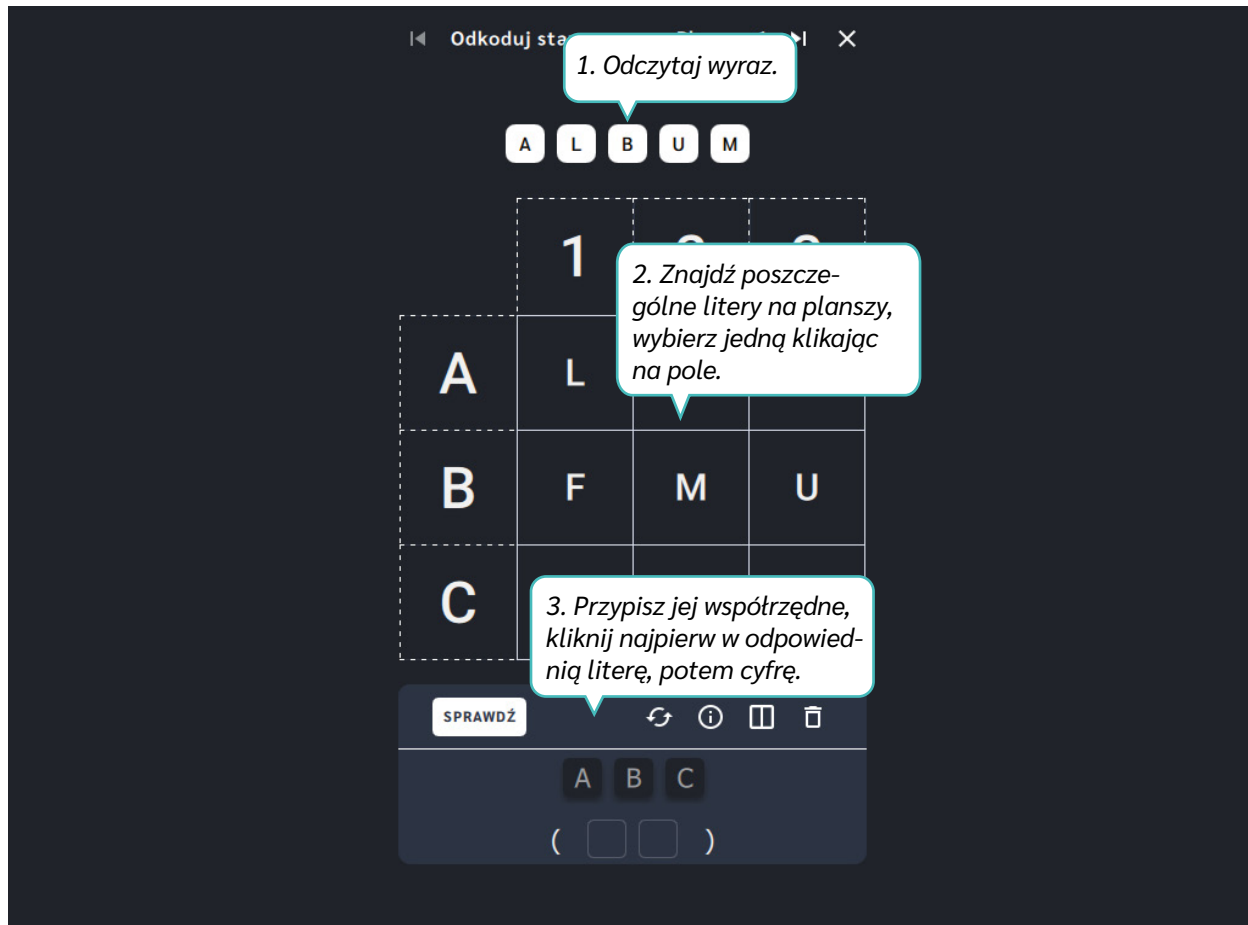 Odkoduj
1. Odczytaj wyraz.
A L B U M
1
2. Znajdź poszcze-
gólne litery na planszy,
wybierz jedną klikając
na pole.
A L
B F M U
C
3. Przypisz jej współrzędne,
kliknij najpierw w odpowied-
nią literę, potem cyfrę.
SPRAWDŹ
A B C
( )